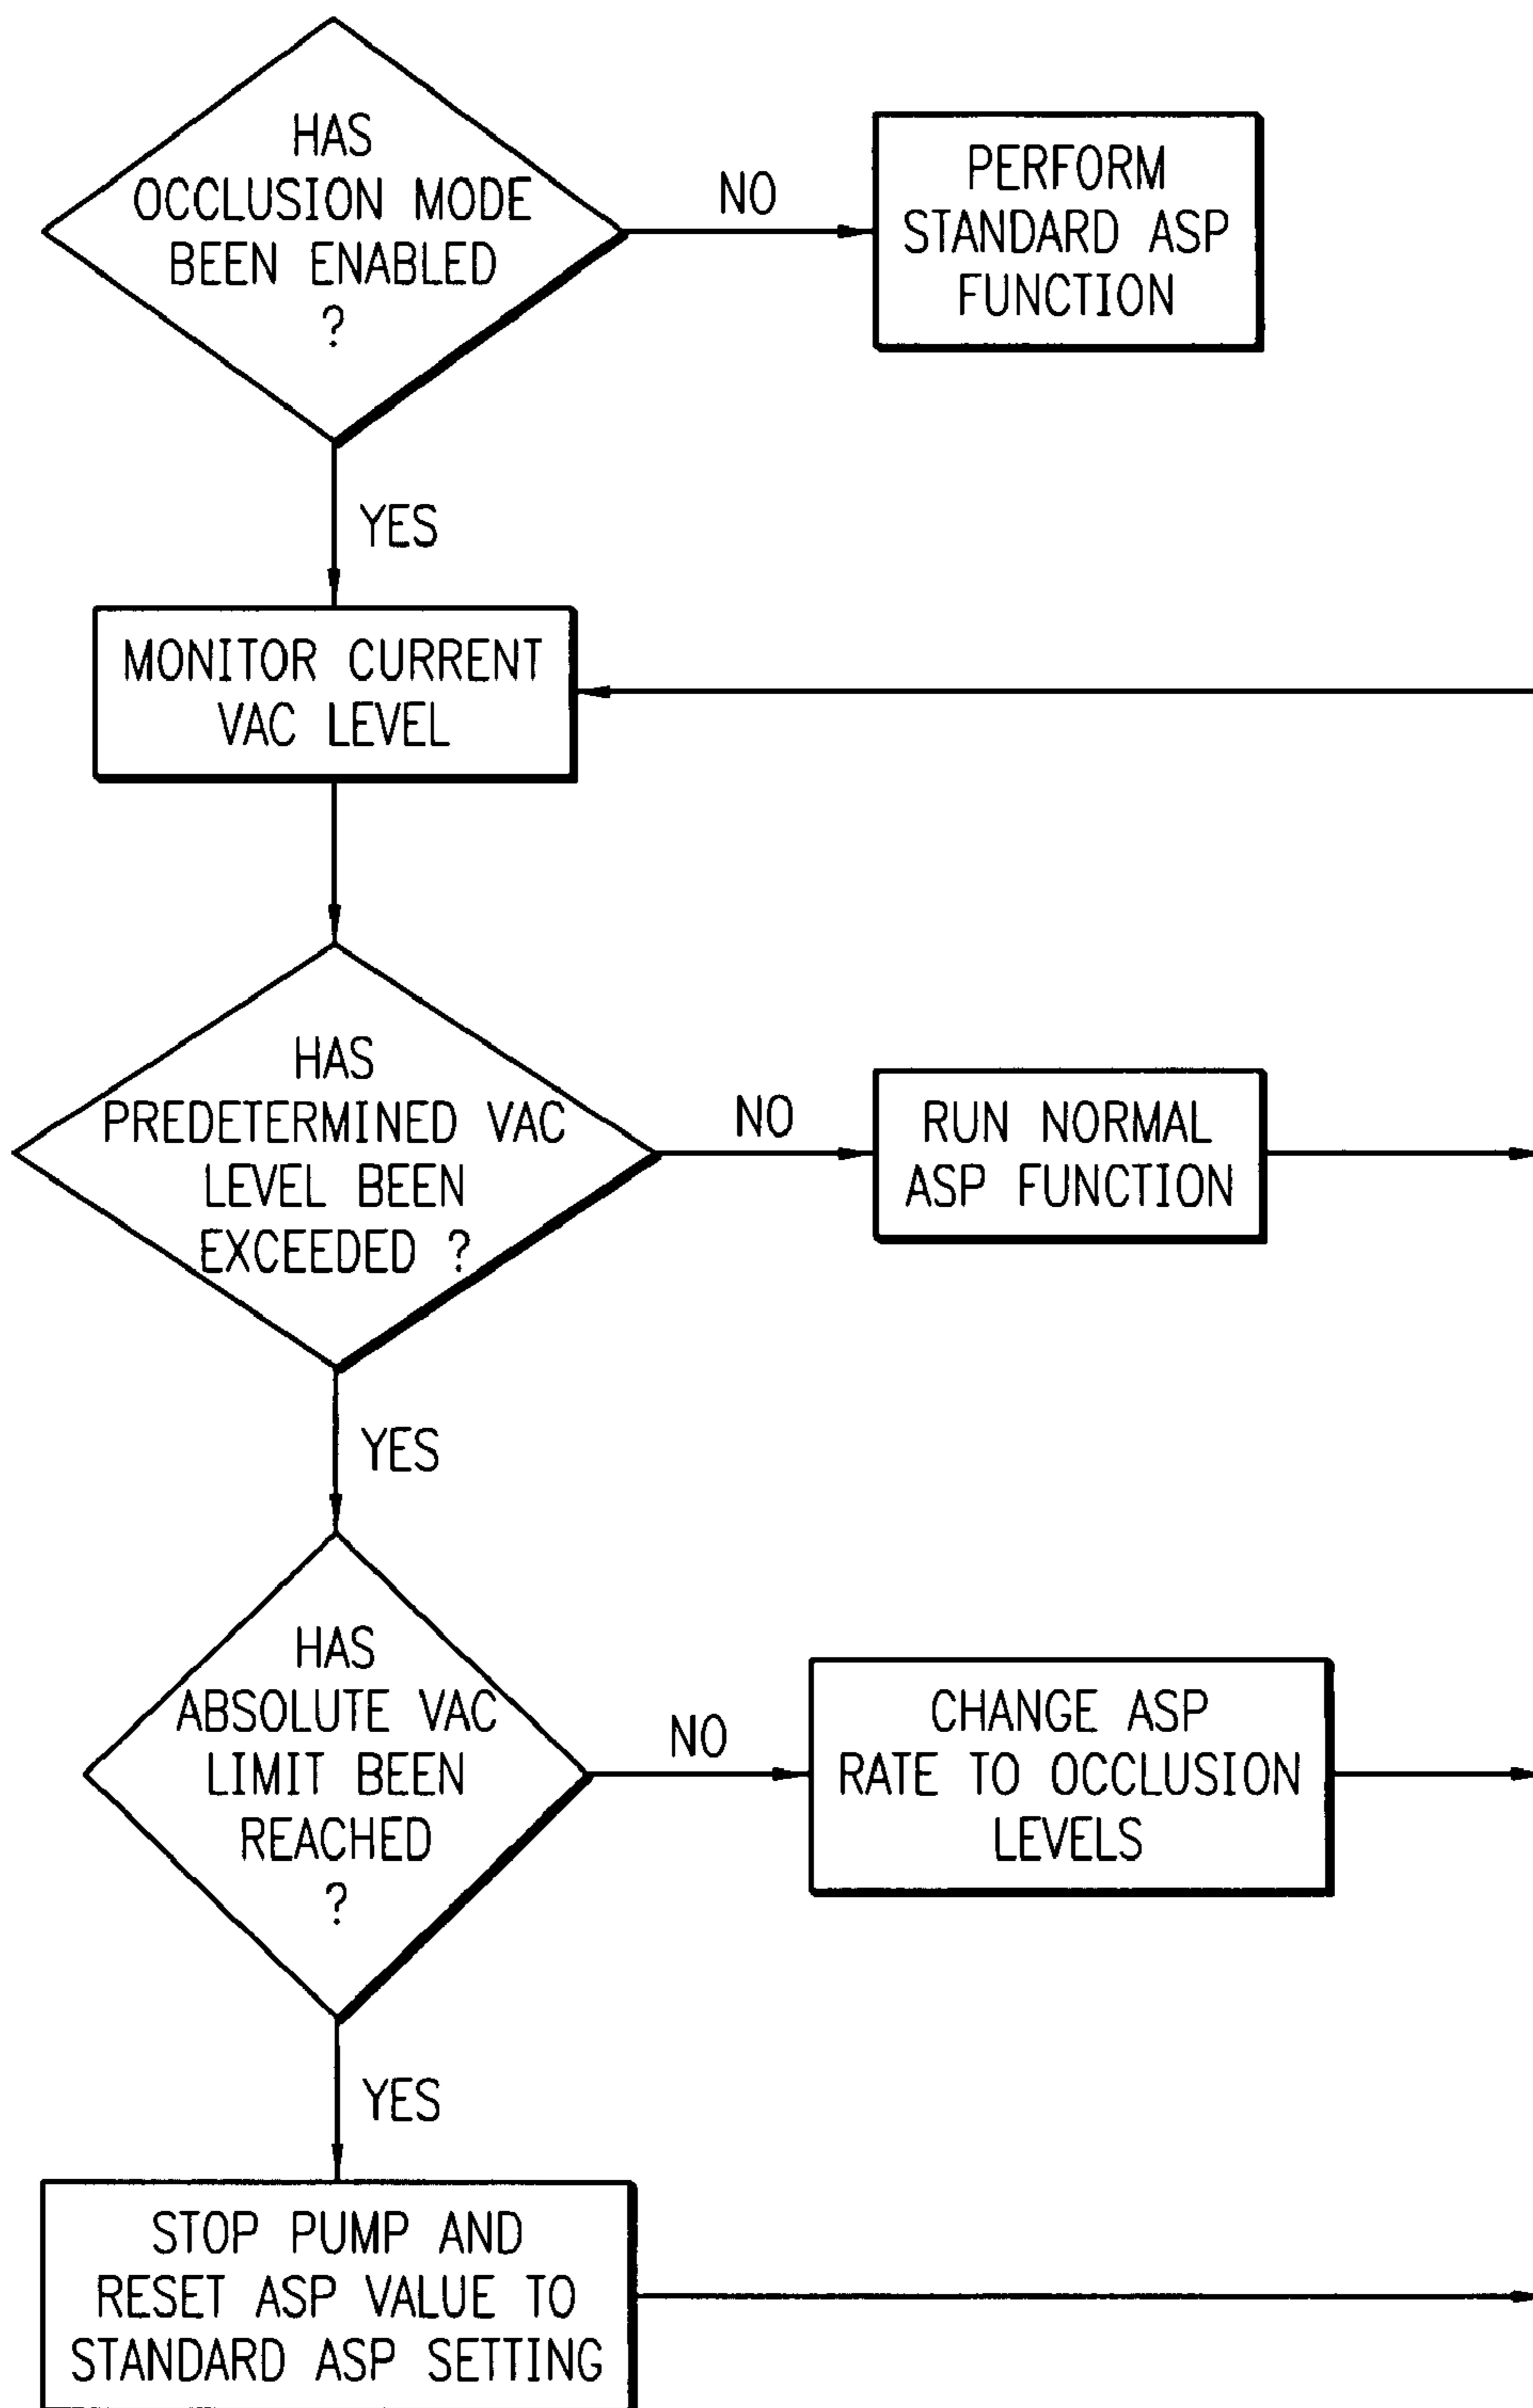 HAS
OCCLUSION MODE
BEEN ENABLED
?
NO
PERFORM
STANDARD ASP
FUNCTION
YES
MONITOR CURRENT
VAC LEVEL
HAS
PREDETERMINED VAC
LEVEL BEEN
EXCEEDED ?
NO
RUN NORMAL
ASP FUNCTION
YES
HAS
ABSOLUTE VAC
LIMIT BEEN
REACHED
?
NO
CHANGE ASP
RATE TO OCCLUSION
LEVELS
YES
STOP PUMP AND
RESET ASP VALUE TO
STANDARD ASP SETTING